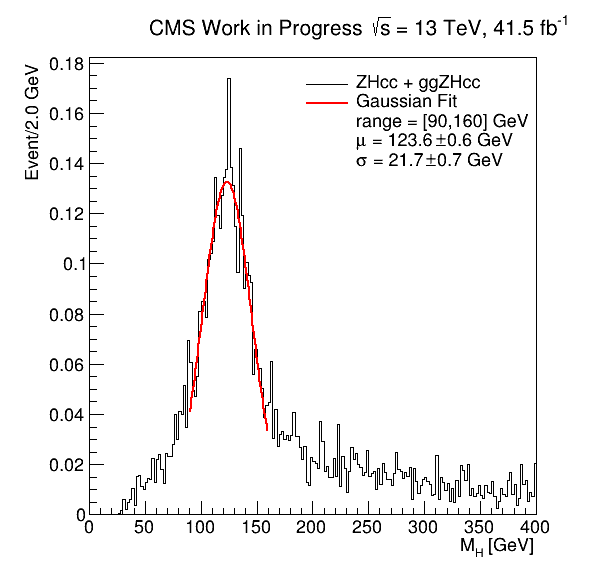 CMS Work in Progress √s = 13 TeV, 41.5 fb⁻¹
Event/2.0 GeV
ZHcc + ggZHcc
Gaussian Fit
range = [90,160] GeV
μ = 123.6±0.6 GeV
σ = 21.7±0.7 GeV
0.18
0.16
0.14
0.12
0.1
0.08
0.06
0.04
0.02
0
0 50 100 150 200 250 300 350 400
M_H [GeV]